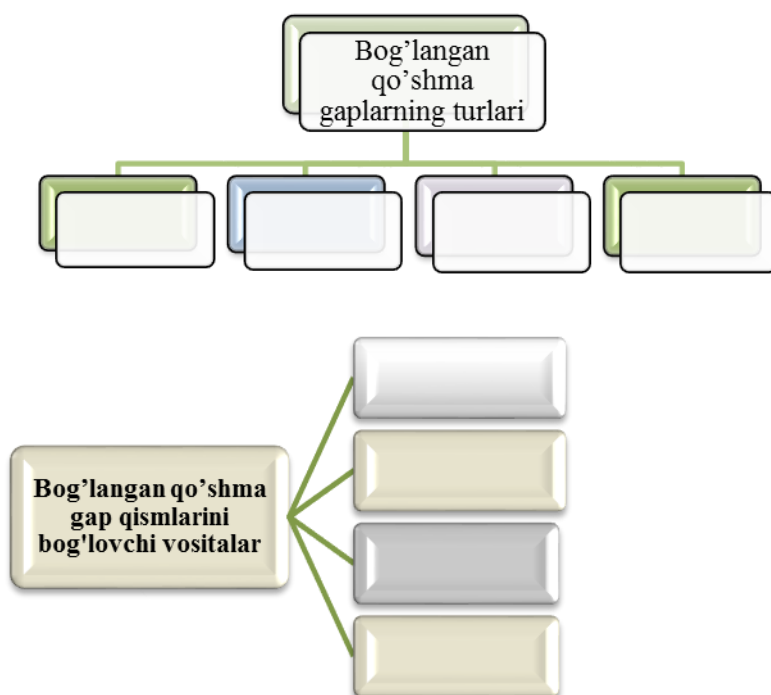 Bog’langan
qo’shma
gaplarning turlari
Bog’langan qo’shma
gap qismlarini
bog'lovchi vositalar